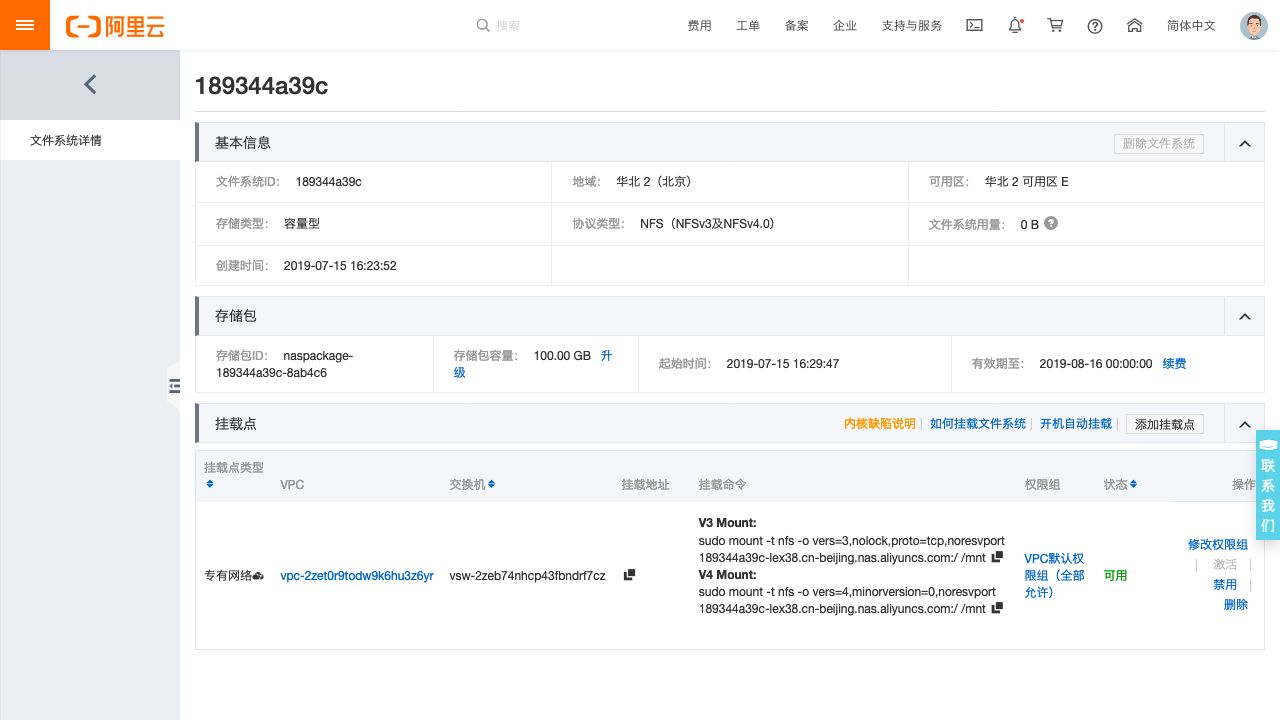 阿里云
搜索
费用
工单
备案
企业
支持与服务
简体中文
文件系统详情
189344a39c
基本信息
删除文件系统
文件系统ID： 189344a39c
地域： 华北 2（北京）
可用区： 华北 2 可用区 E
存储类型： 容量型
协议类型： NFS（NFSv3及NFSv4.0）
文件系统用量： 0 B
创建时间： 2019-07-15 16:23:52
存储包
存储包ID： naspackage-
189344a39c-8ab4c6
存储包容量： 100.00 GB 升
级
起始时间： 2019-07-15 16:29:47
有效期至： 2019-08-16 00:00:00 续费
挂载点
内核缺陷说明 | 如何挂载文件系统 | 开机自动挂载 |
添加挂载点
挂载点类型
VPC
交换机
挂载地址
挂载命令
权限组
状态
操作
专有网络
vpc-2zet0r9todw9k6hu3z6yr
vsw-2zeb74nhcp43fbndrf7cz
V3 Mount:
sudo mount -t nfs -o vers=3,nolock,proto=tcp,noresvport
189344a39c-lex38.cn-beijing.nas.aliyuncs.com:/ /mnt
V4 Mount:
sudo mount -t nfs -o vers=4,minorversion=0,noresvport
189344a39c-lex38.cn-beijing.nas.aliyuncs.com:/ /mnt
VPC默认权
限组（全部
允许）
可用
修改权限组
| 激活 |
禁用 |
删除
联
系
我
们